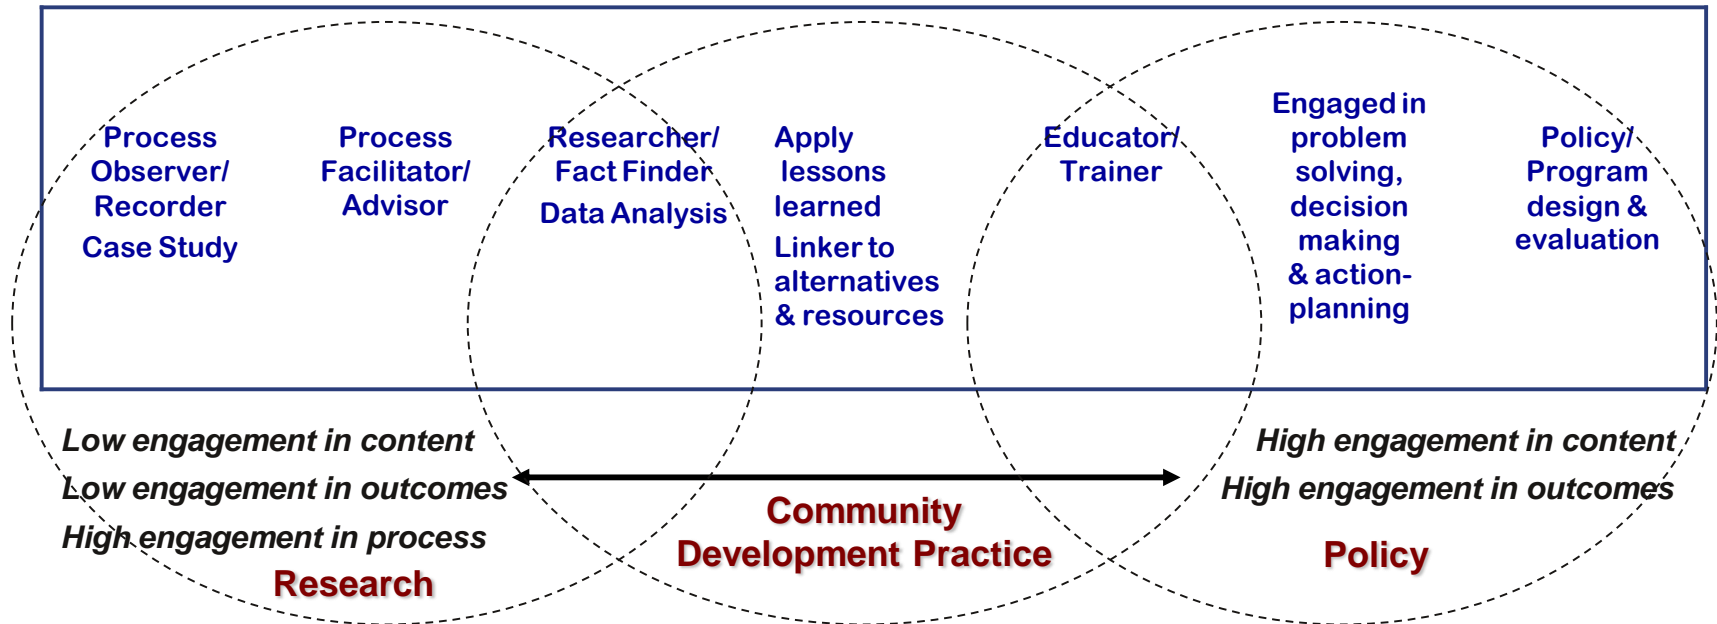 Process
Observer/
Recorder
Case Study
Process
Facilitator/
Advisor
Researcher/
Fact Finder
Data Analysis
Apply
lessons
learned
Linker to
alternatives
& resources
Educator/
Trainer
Engaged in
problem
solving,
decision
making
& action-
planning
Policy/
Program
design &
evaluation
Low engagement in content
Low engagement in outcomes
High engagement in process
Research
Community
Development Practice
High engagement in content
High engagement in outcomes
Policy